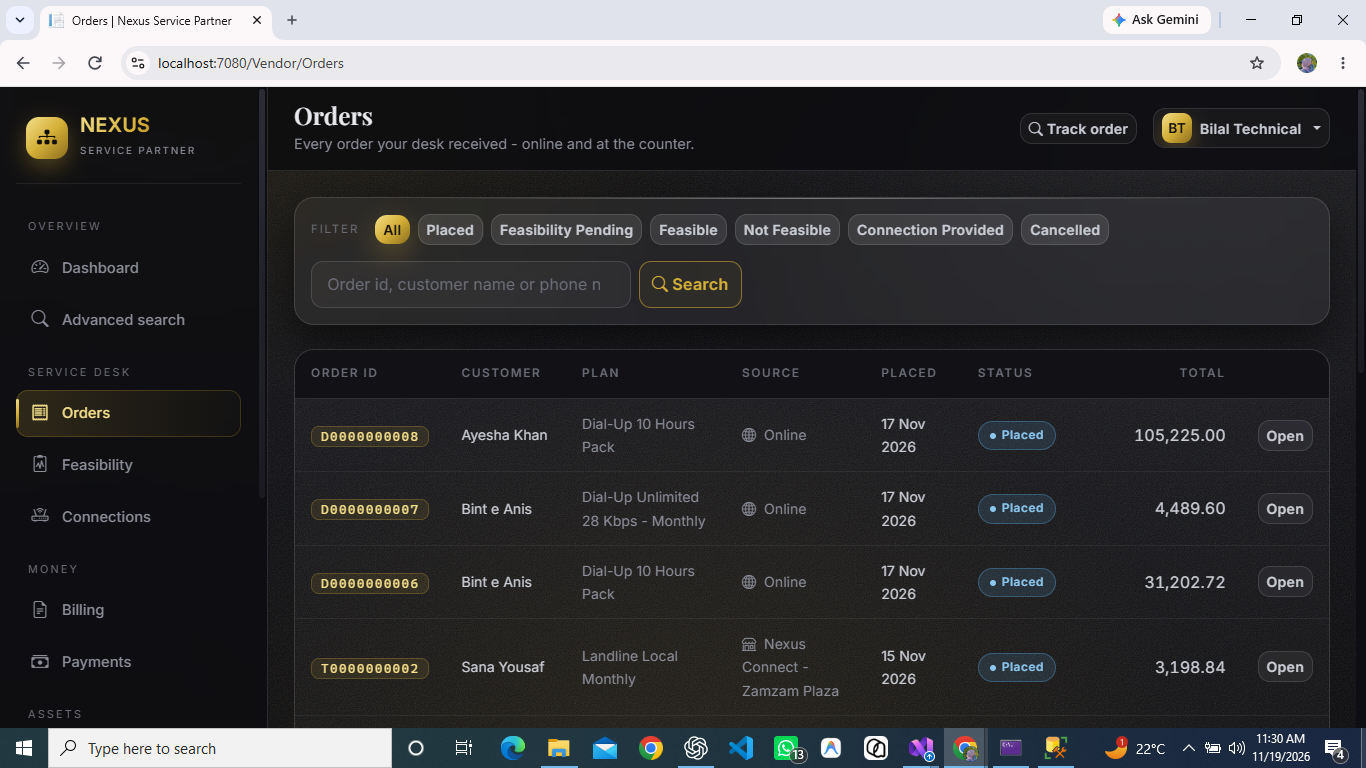 Orders | Nexus Service Partner
Ask Gemini
localhost:7080/Vendor/Orders
NEXUS
SERVICE PARTNER
OVERVIEW
Dashboard
Advanced search
SERVICE DESK
Orders
Feasibility
Connections
MONEY
Billing
Payments
ASSETS
Orders
Every order your desk received - online and at the counter.
Track order
BT Bilal Technical
FILTER All Placed Feasibility Pending Feasible Not Feasible Connection Provided Cancelled
Order id, customer name or phone n
Search
ORDER ID CUSTOMER PLAN SOURCE PLACED STATUS TOTAL
D0000000008 Ayesha Khan Dial-Up 10 Hours Online 17 Nov Placed 105,225.00 Open
Pack 2026
D0000000007 Bint e Anis Dial-Up Unlimited Online 17 Nov Placed 4,489.60 Open
28 Kbps - Monthly 2026
D0000000006 Bint e Anis Dial-Up 10 Hours Online 17 Nov Placed 31,202.72 Open
Pack 2026
T0000000002 Sana Yousaf Landline Local Nexus 15 Nov Placed 3,198.84 Open
Monthly Connect - 2026
Zamzam Plaza
Type here to search
13
1
22°C
11:30 AM
11/19/2026
4